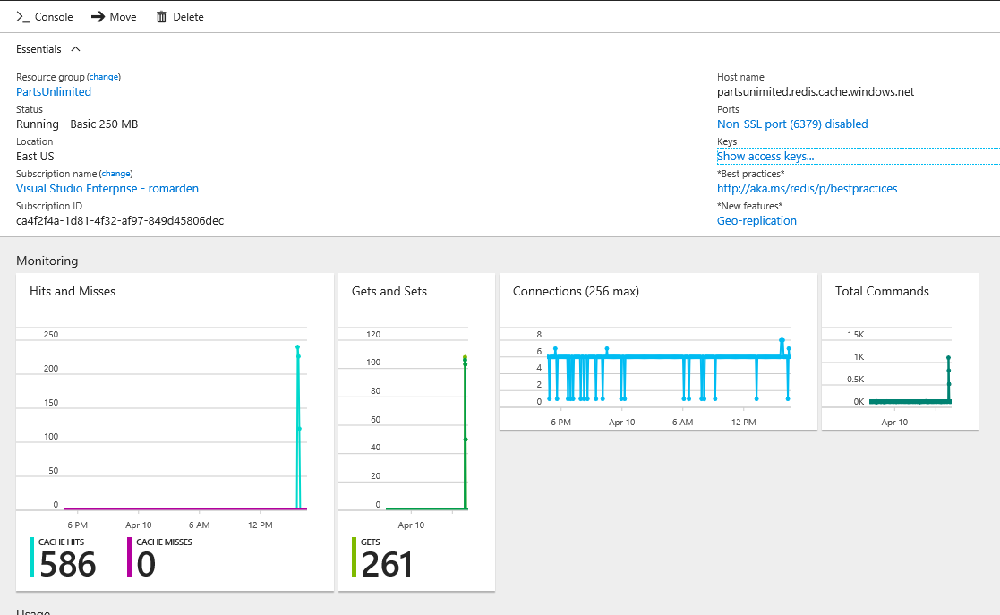 Console Move Delete
Essentials
Resource group (change)
PartsUnlimited
Status
Running - Basic 250 MB
Location
East US
Subscription name (change)
Visual Studio Enterprise - romarden
Subscription ID
ca4f2f4a-1d81-4f32-af97-849d45806dec
Host name
partsunlimited.redis.cache.windows.net
Ports
Non-SSL port (6379) disabled
Keys
Show access keys...
*Best practices*
http://aka.ms/redis/p/bestpractices
*New features*
Geo-replication
Monitoring
Hits and Misses
250
200
150
100
50
0
6 PM Apr 10 6 AM 12 PM
CACHE HITS
586
CACHE MISSES
0
Gets and Sets
120
100
80
60
40
20
0
Apr 10
GETS
261
Connections (256 max)
8
6
4
2
0
6 PM Apr 10 6 AM 12 PM
Total Commands
1.5K
1K
0.5K
0K
Apr 10
Usage